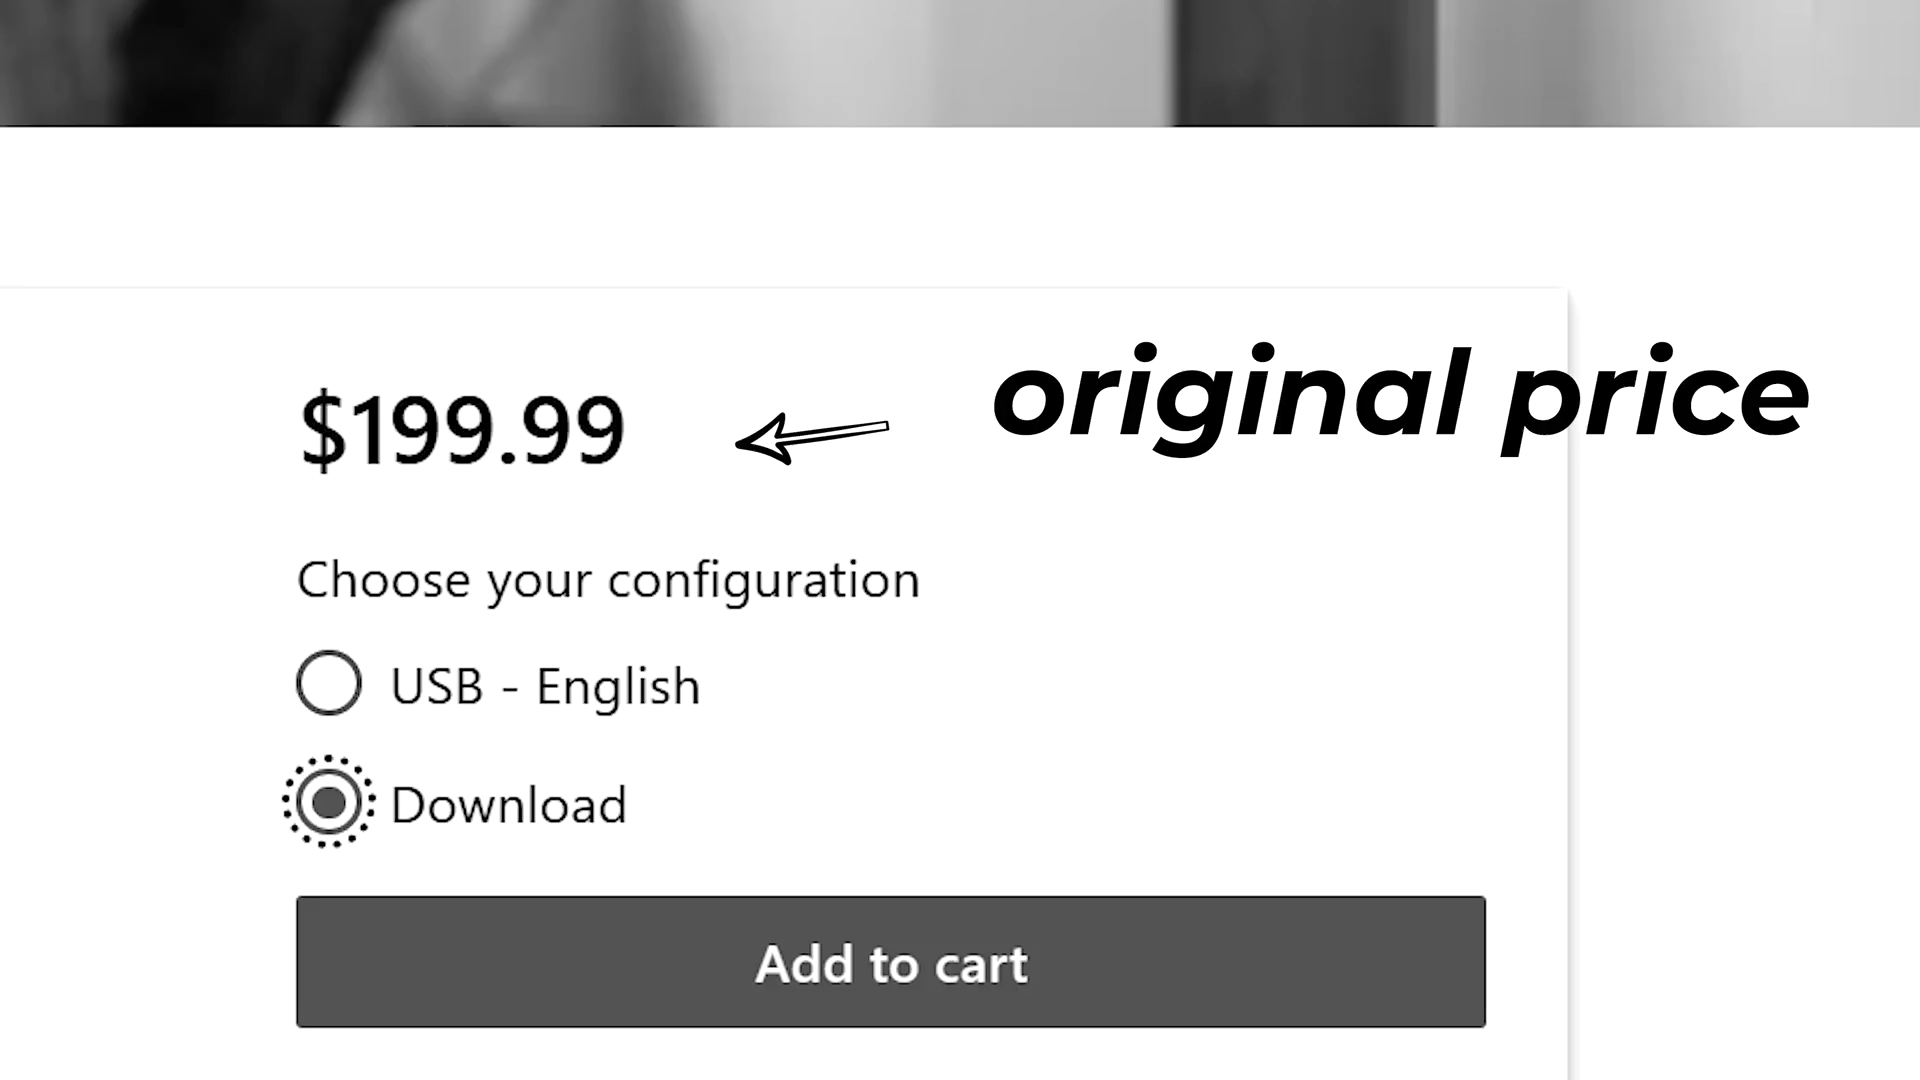 $199.99
original price
Choose your configuration
USB - English
Download
Add to cart